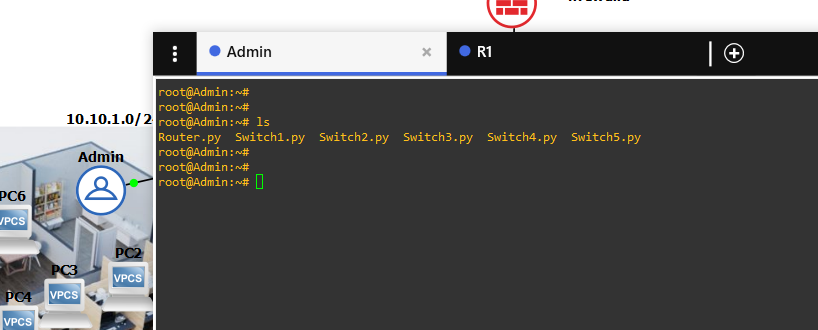 Admin
R1
root@Admin:~#
root@Admin:~#
root@Admin:~# ls
Router.py Switch1.py Switch2.py Switch3.py Switch4.py Switch5.py
root@Admin:~#
root@Admin:~#
root@Admin:~#
10.10.1.0/2
Admin
PC6
VPCS
PC2
VPCS
PC3
VPCS
PC4
VPCS